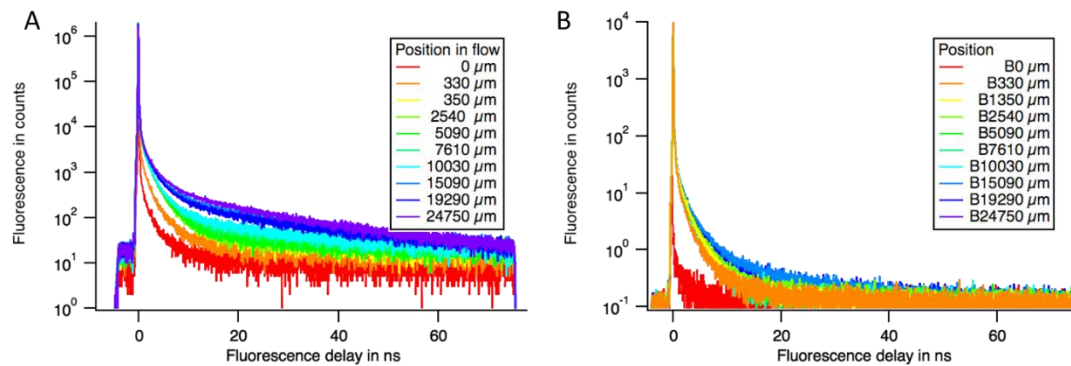 A
Fluorescence in counts
10⁶
10⁵
10⁴
10³
10²
10¹
10⁰
0
20
40
60
Fluorescence delay in ns
Position in flow
0 µm
330 µm
350 µm
2540 µm
5090 µm
7610 µm
10030 µm
15090 µm
19290 µm
24750 µm
B
Fluorescence in counts
10⁴
10³
10²
10¹
10⁰
10⁻¹
0
20
40
60
Fluorescence delay in ns
Position
B0 µm
B330 µm
B1350 µm
B2540 µm
B5090 µm
B7610 µm
B10030 µm
B15090 µm
B19290 µm
B24750 µm